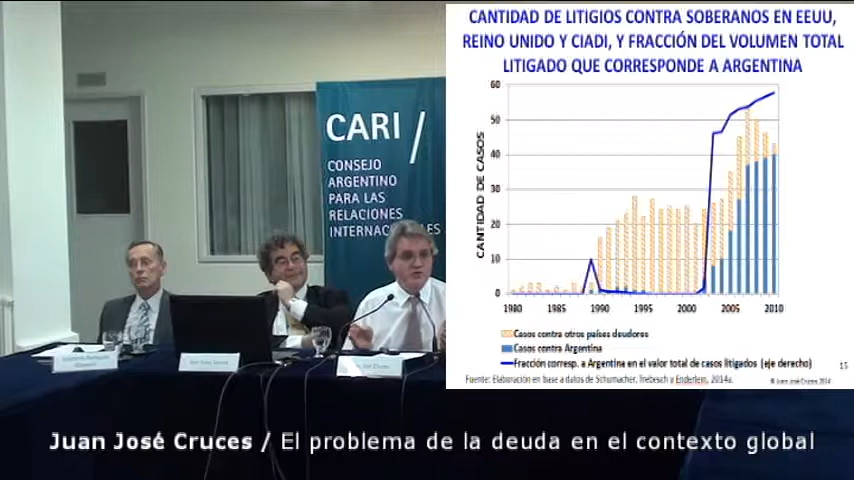 CANTIDAD DE LITIGIOS CONTRA SOBERANOS EN EEUU,
REINO UNIDO Y CIADI, Y FRACCIÓN DEL VOLUMEN TOTAL
LITIGADO QUE CORRESPONDE A ARGENTINA
CANTIDAD DE CASOS
60
50
40
30
20
10
0
1980 1985 1990 1995 2000 2005 2010
Casos contra otros países deudores
Casos contra Argentina
Fracción corresp. a Argentina en el valor total de casos litigados (eje derecho)
15
Fuente: Elaboración en base a datos de Schumacher, Trebesch y Enderlein, 2014a.
© Juan José Cruces 2014
CARI/
CONSEJO
ARGENTINO
PARA LAS
RELACIONES
INTERNACIONALES
Juan José Cruces / El problema de la deuda en el contexto global